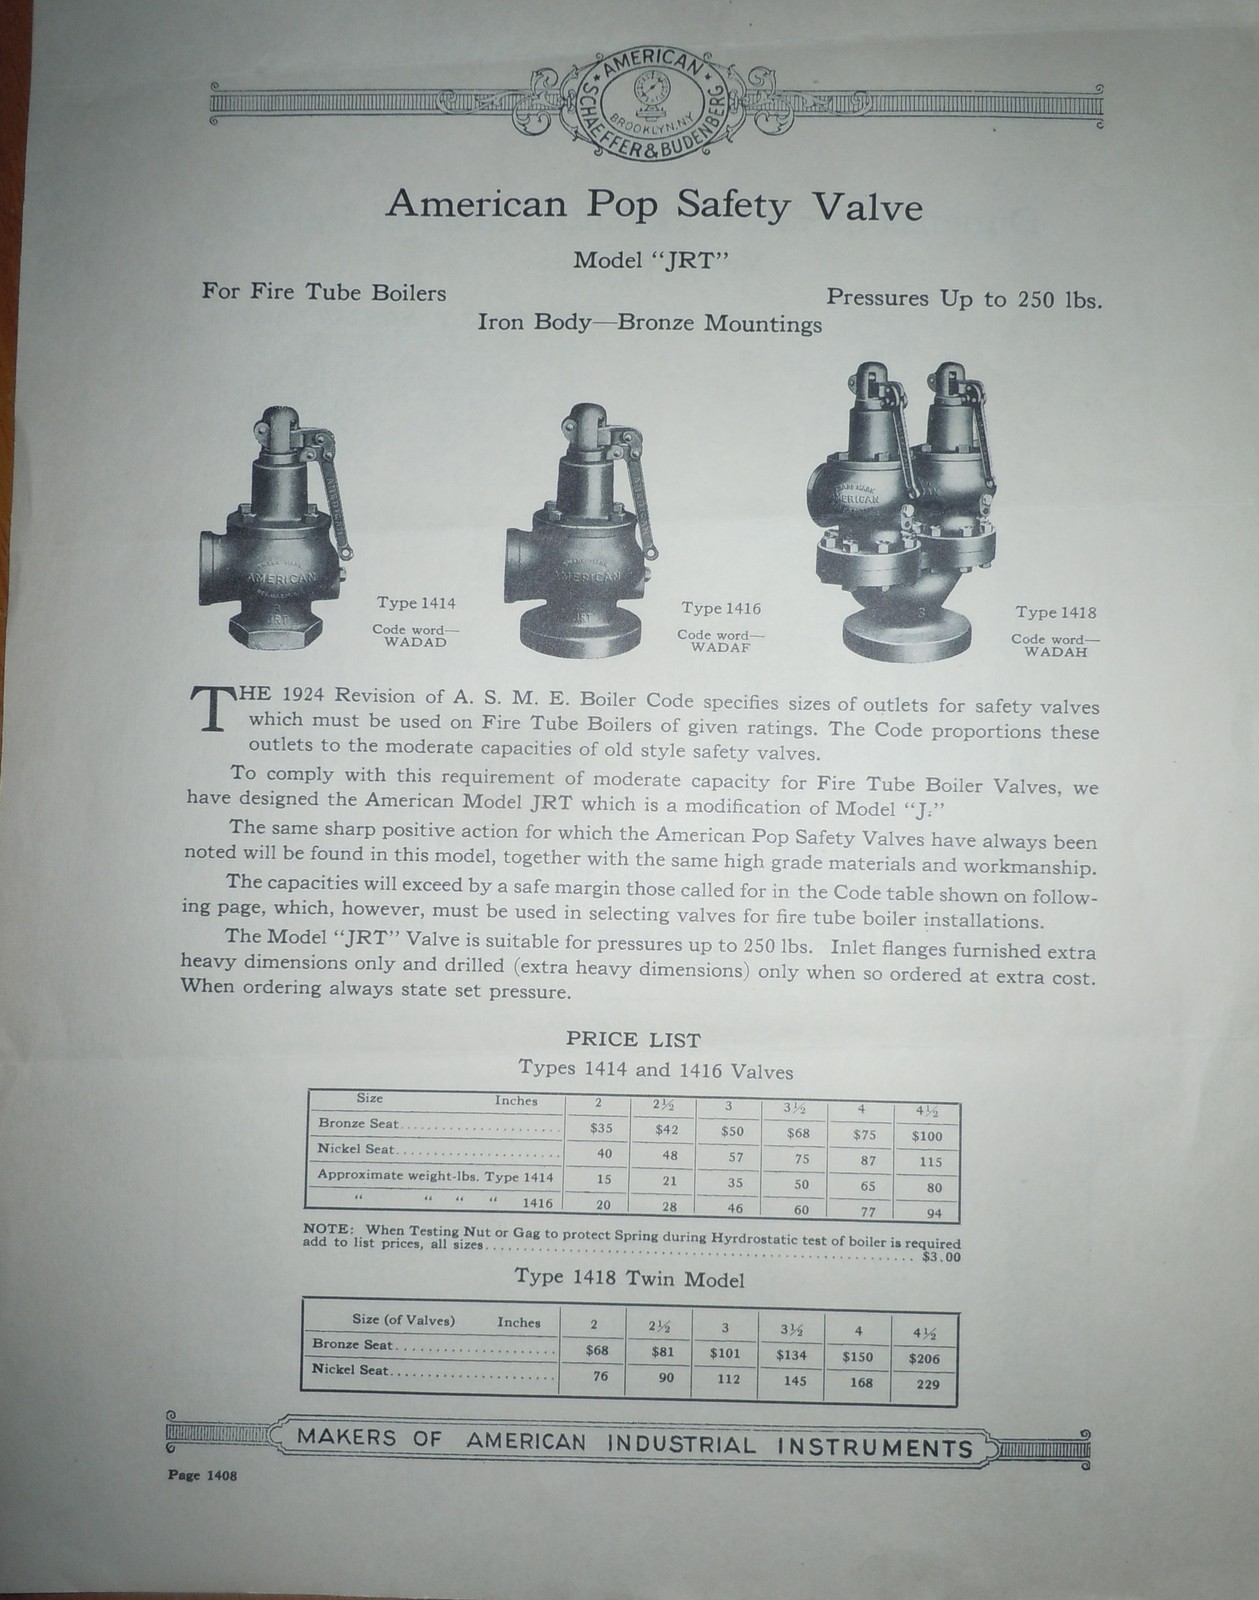 AMERICAN
SCHAEFFER & BUDENBERG
BROOKLYN. N.Y.
American Pop Safety Valve
Model “JRT”
For Fire Tube Boilers
Pressures Up to 250 lbs.
Iron Body—Bronze Mountings
AMERICAN
AMERICAN
3
JRT
Type 1414
Code word—
WADAD
AMERICAN
AMERICAN
JRT
Type 1416
Code word—
WADAF
TRADE MARK
AMERICAN
3
Type 1418
Code word—
WADAH
THE 1924 Revision of A. S. M. E. Boiler Code specifies sizes of outlets for safety valves
which must be used on Fire Tube Boilers of given ratings. The Code proportions these
outlets to the moderate capacities of old style safety valves.
To comply with this requirement of moderate capacity for Fire Tube Boiler Valves, we
have designed the American Model JRT which is a modification of Model “J.”
The same sharp positive action for which the American Pop Safety Valves have always been
noted will be found in this model, together with the same high grade materials and workmanship.
The capacities will exceed by a safe margin those called for in the Code table shown on follow-
ing page, which, however, must be used in selecting valves for fire tube boiler installations.
The Model “JRT” Valve is suitable for pressures up to 250 lbs. Inlet flanges furnished extra
heavy dimensions only and drilled (extra heavy dimensions) only when so ordered at extra cost.
When ordering always state set pressure.
PRICE LIST
Types 1414 and 1416 Valves
Size Inches 2 2½ 3 3½ 4 4½
Bronze Seat........................ $35 $42 $50 $68 $75 $100
Nickel Seat........................ 40 48 57 75 87 115
Approximate weight-lbs. Type 1414 15 21 35 50 65 80
“ “ “ “ 1416 20 28 46 60 77 94
NOTE: When Testing Nut or Gag to protect Spring during Hyrdrostatic test of boiler is required
add to list prices, all sizes................................................................ $3.00
Type 1418 Twin Model
Size (of Valves) Inches 2 2½ 3 3½ 4 4½
Bronze Seat........................ $68 $81 $101 $134 $150 $206
Nickel Seat........................ 76 90 112 145 168 229
MAKERS OF AMERICAN INDUSTRIAL INSTRUMENTS
Page 1408